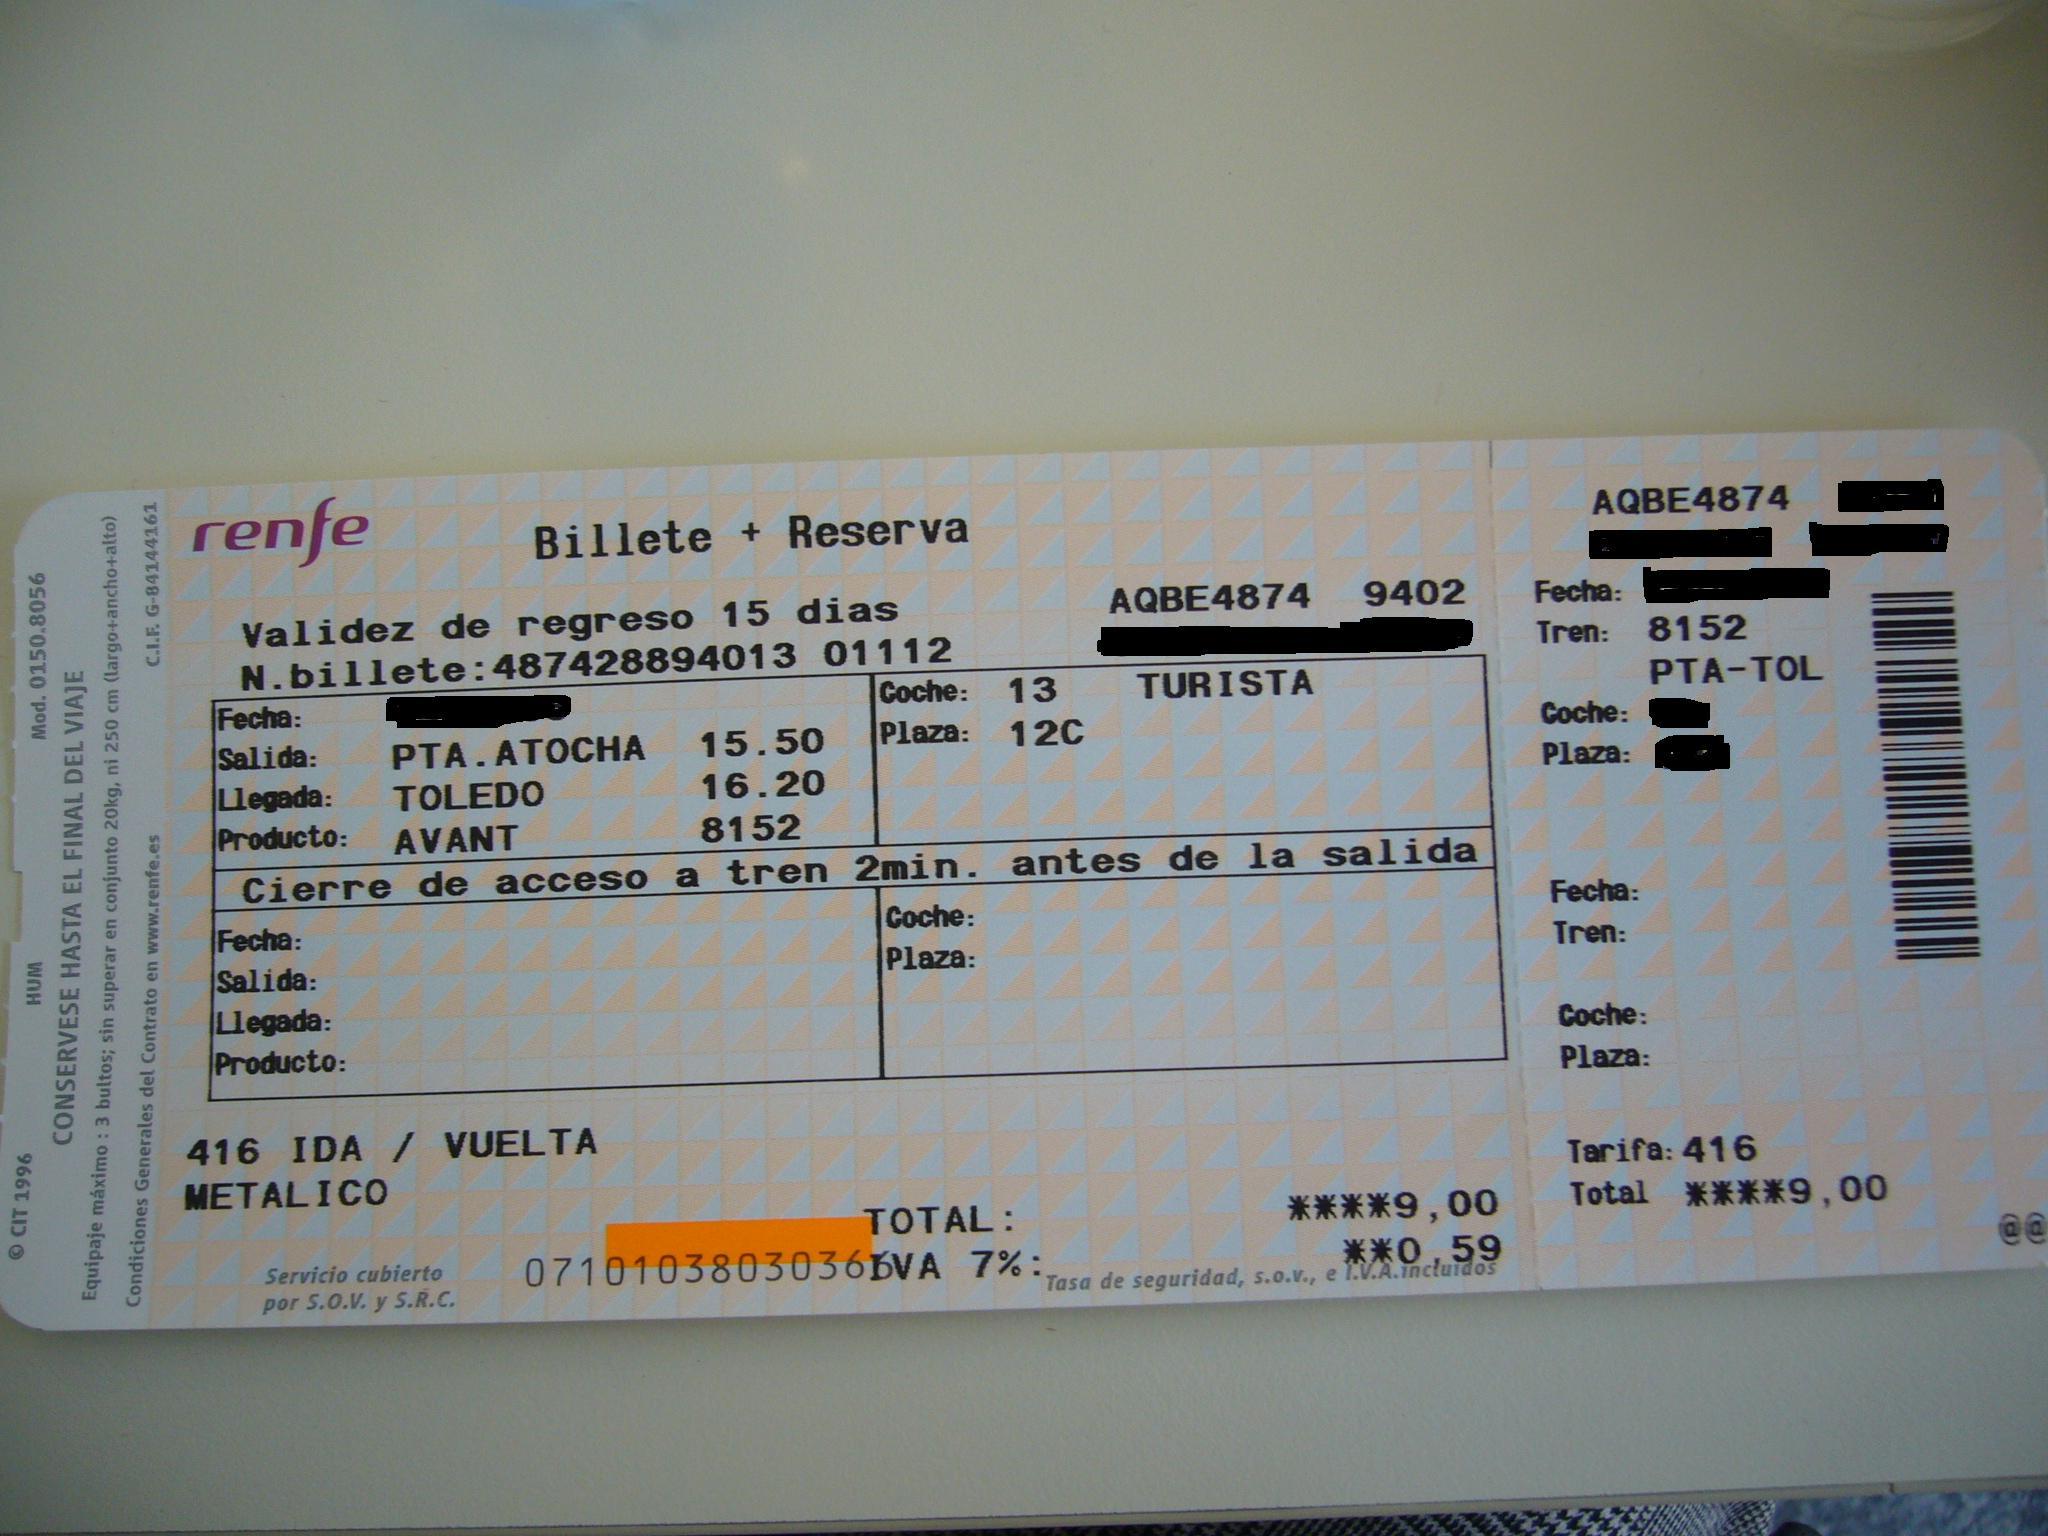 renfe
Billete + Reserva
Validez de regreso 15 dias
AQBE4874 9402
N.billete:487428894013 01112
Fecha:
Salida: PTA.ATOCHA 15.50
Llegada: TOLEDO 16.20
Producto: AVANT 8152
Coche: 13 TURISTA
Plaza: 12C
Cierre de acceso a tren 2min. antes de la salida
Fecha:
Salida:
Llegada:
Producto:
Coche:
Plaza:
416 IDA / VUELTA
METALICO
TOTAL: ****9,00
IVA 7%: **0,59
Servicio cubierto
por S.O.V. y S.R.C.
0710103803036
Tasa de seguridad, s.o.v., e I.V.A.incluidos
AQBE4874
Fecha:
Tren: 8152
PTA-TOL
Coche:
Plaza:
Fecha:
Tren:
Coche:
Plaza:
Tarifa: 416
Total ****9,00
@@
© CIT 1996 HUM Mod. 0150.8056
CONSERVESE HASTA EL FINAL DEL VIAJE
Equipaje máximo : 3 bultos; sin superar en conjunto 20kg, ni 250 cm (largo+ancho+alto)
Condiciones Generales del Contrato en www.renfe.es C.I.F. G-84144161